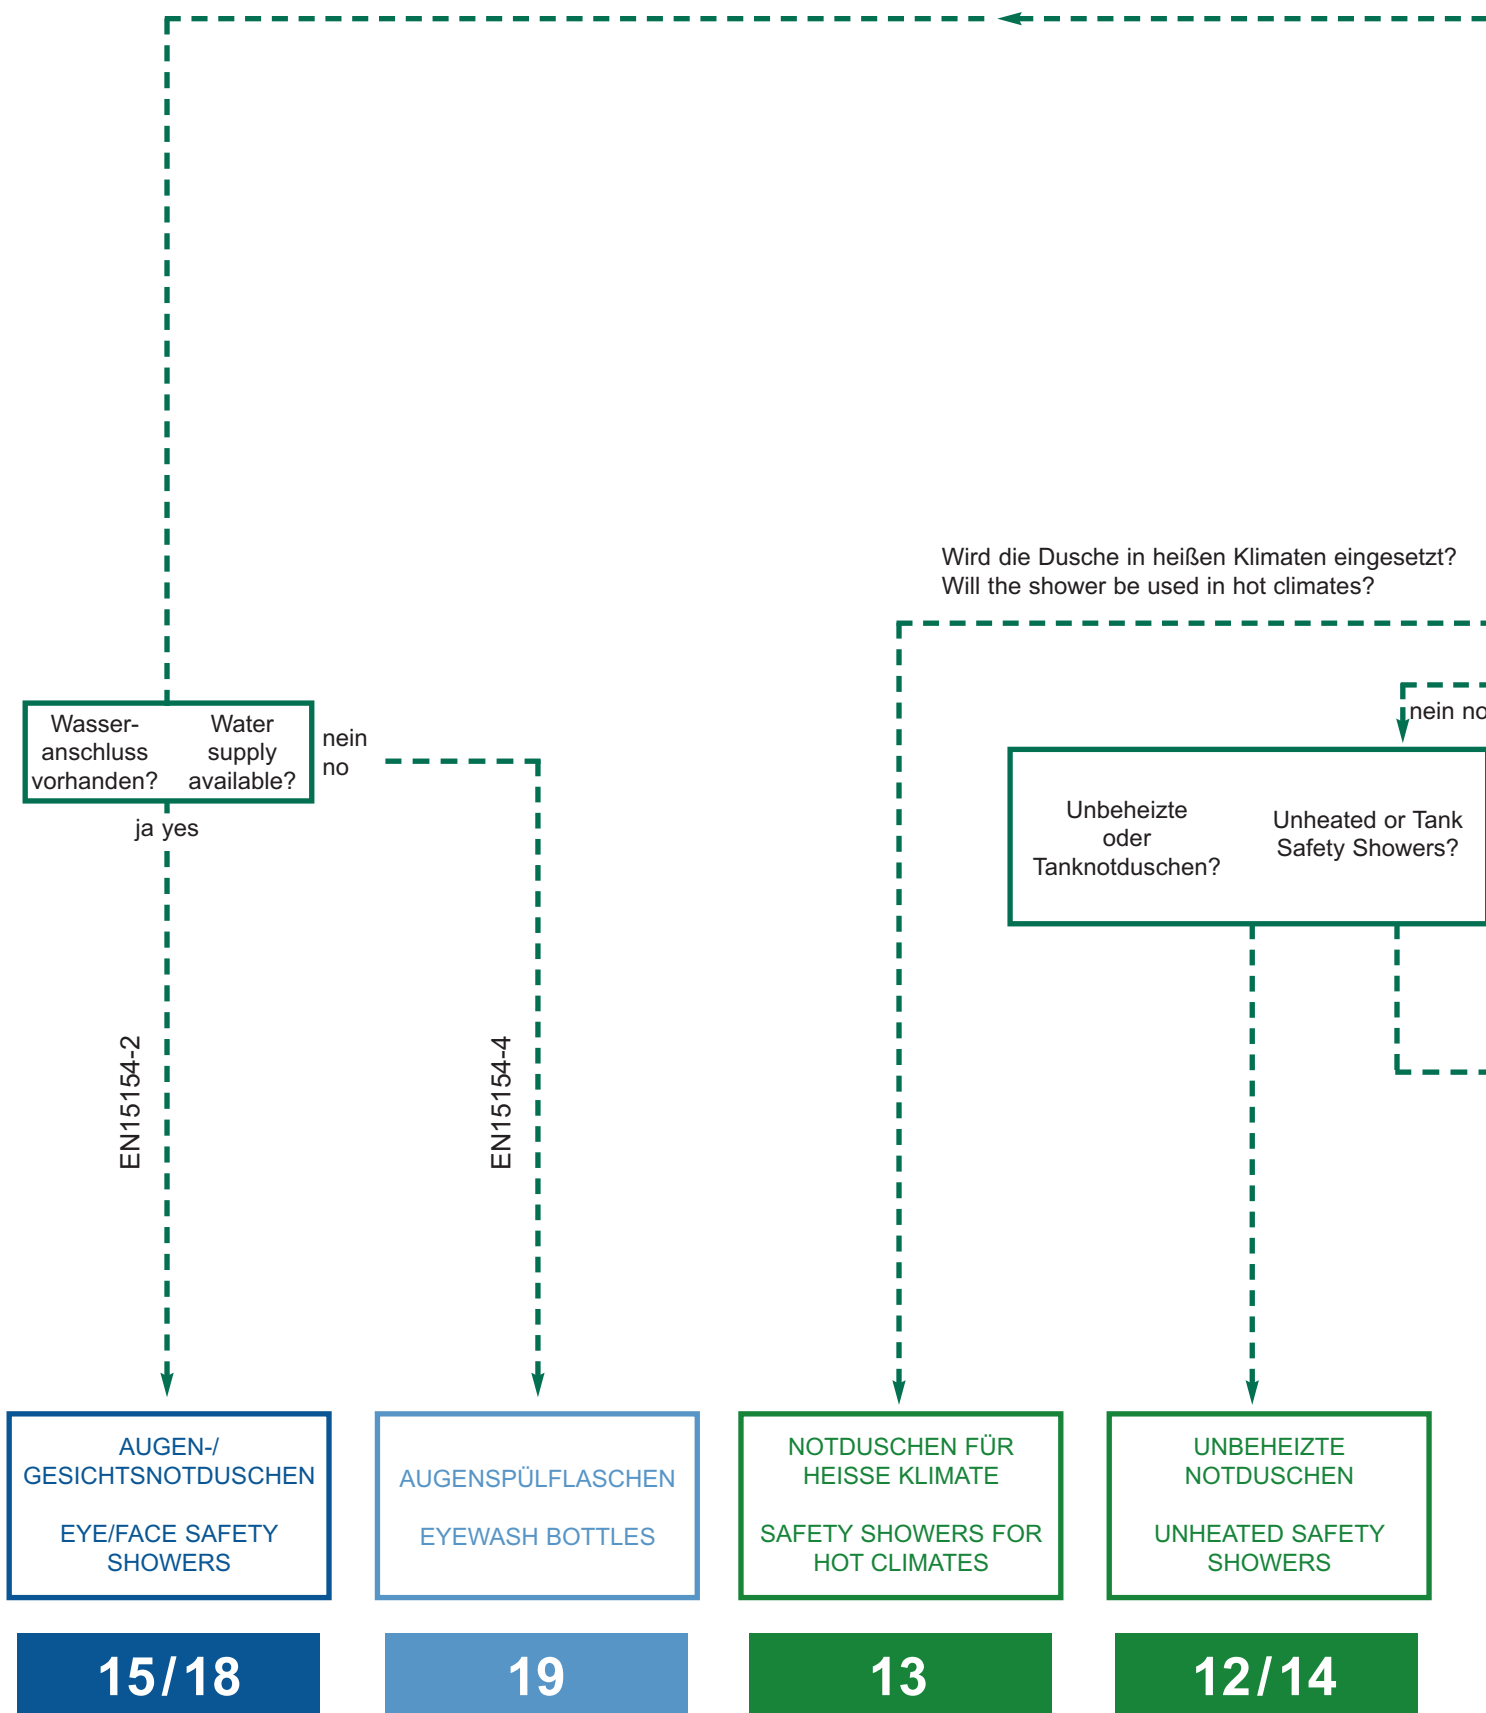 Wird die Dusche in heißen Klimaten eingesetzt?
Will the shower be used in hot climates?
nein no
Wasser-
anschluss
vorhanden?
Water
supply
available?
nein
no
ja yes
Unbeheizte
oder
Tanknotduschen?
Unheated or Tank
Safety Showers?
EN15154-2
EN15154-4
AUGEN-/
GESICHTSNOTDUSCHEN
EYE/FACE SAFETY
SHOWERS
AUGENSPÜLFLASCHEN
EYEWASH BOTTLES
NOTDUSCHEN FÜR
HEISSE KLIMATE
SAFETY SHOWERS FOR
HOT CLIMATES
UNBEHEIZTE
NOTDUSCHEN
UNHEATED SAFETY
SHOWERS
15/18
19
13
12/14